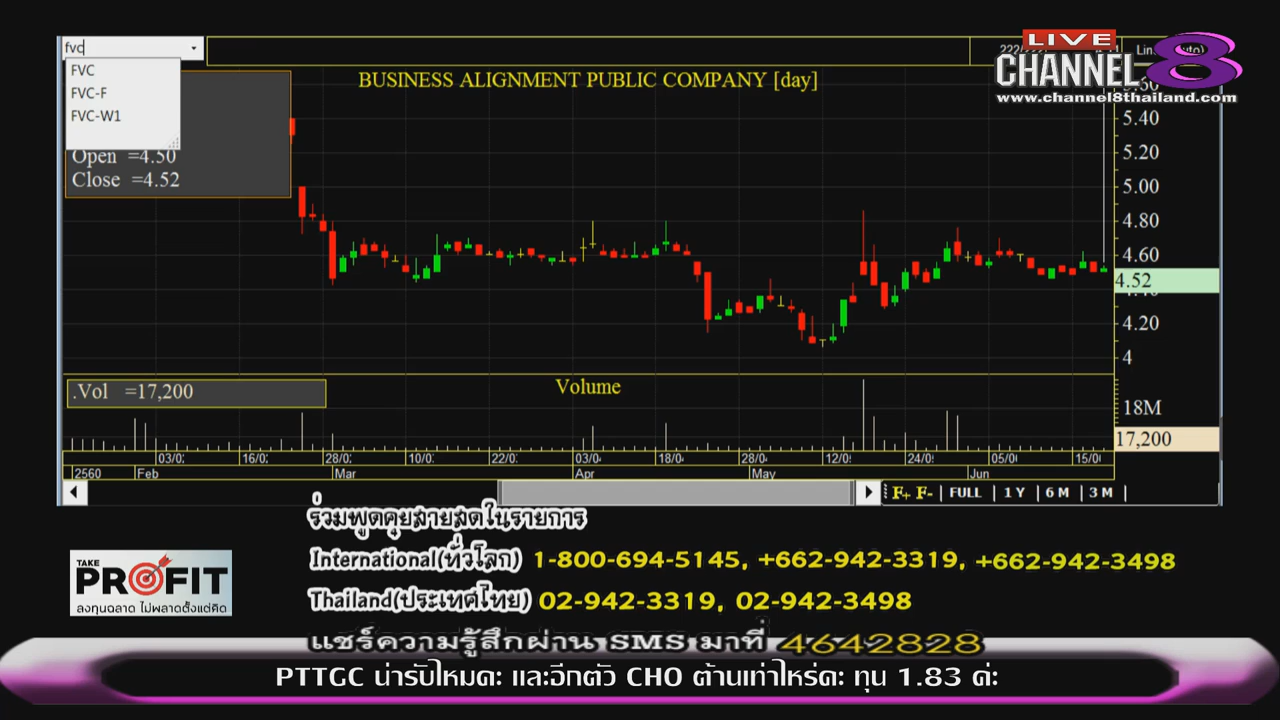 fvc
FVC
FVC-F
FVC-W1
Open =4.50
Close =4.52
BUSINESS ALIGNMENT PUBLIC COMPANY [day]
LIVE
CHANNEL 8
www.channel8thailand.com
5.40
5.20
5.00
4.80
4.60
4.52
4.20
4
.Vol =17,200
Volume
18M
17,200
03/0 16/0 28/0 10/0 22/0 03/0 18/0 28/0 12/0 24/0 05/0 15/0
2560 Feb Mar Apr May Jun
F+ F- FULL 1 Y 6 M 3 M
ร่วมพูดคุยสายสดในรายการ
International(ทั่วโลก) 1-800-694-5145, +662-942-3319, +662-942-3498
Thailand(ประเทศไทย) 02-942-3319, 02-942-3498
แชร์ความรู้สึกผ่าน SMS มาที่ 4642828
TAKE
PROFIT
ลงทุนฉลาด ไม่พลาดตั้งแต่คิด
PTTGC น่ารับไหมคะ และอีกตัว CHO ต้านเท่าไหร่คะ ทุน 1.83 ค่ะ